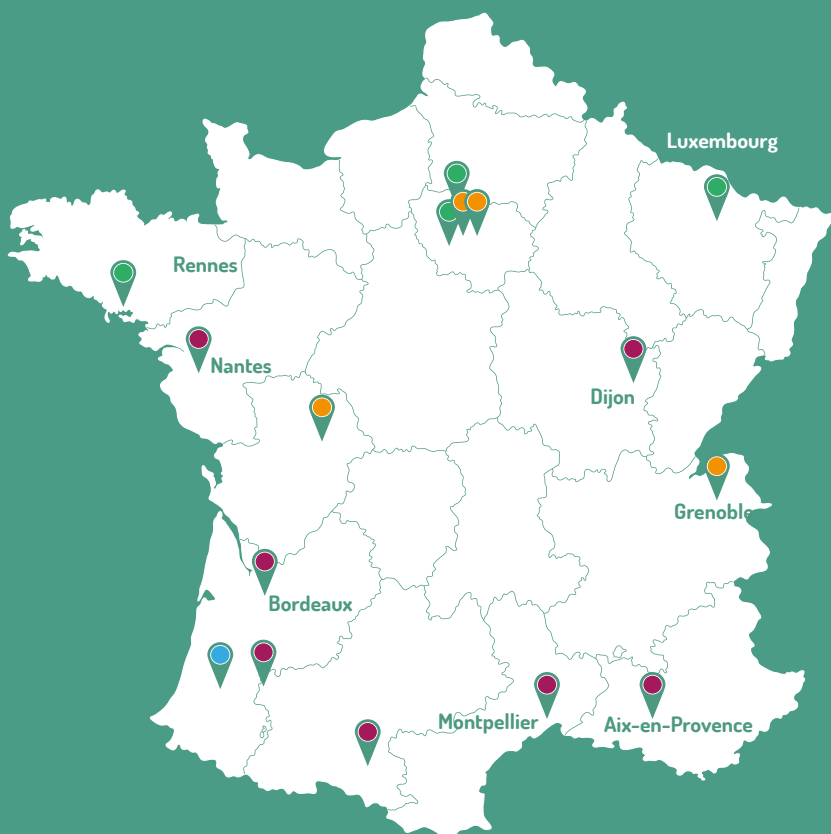 Luxembourg
Rennes
Nantes
Dijon
Grenoble
Bordeaux
Montpellier
Aix-en-Provence